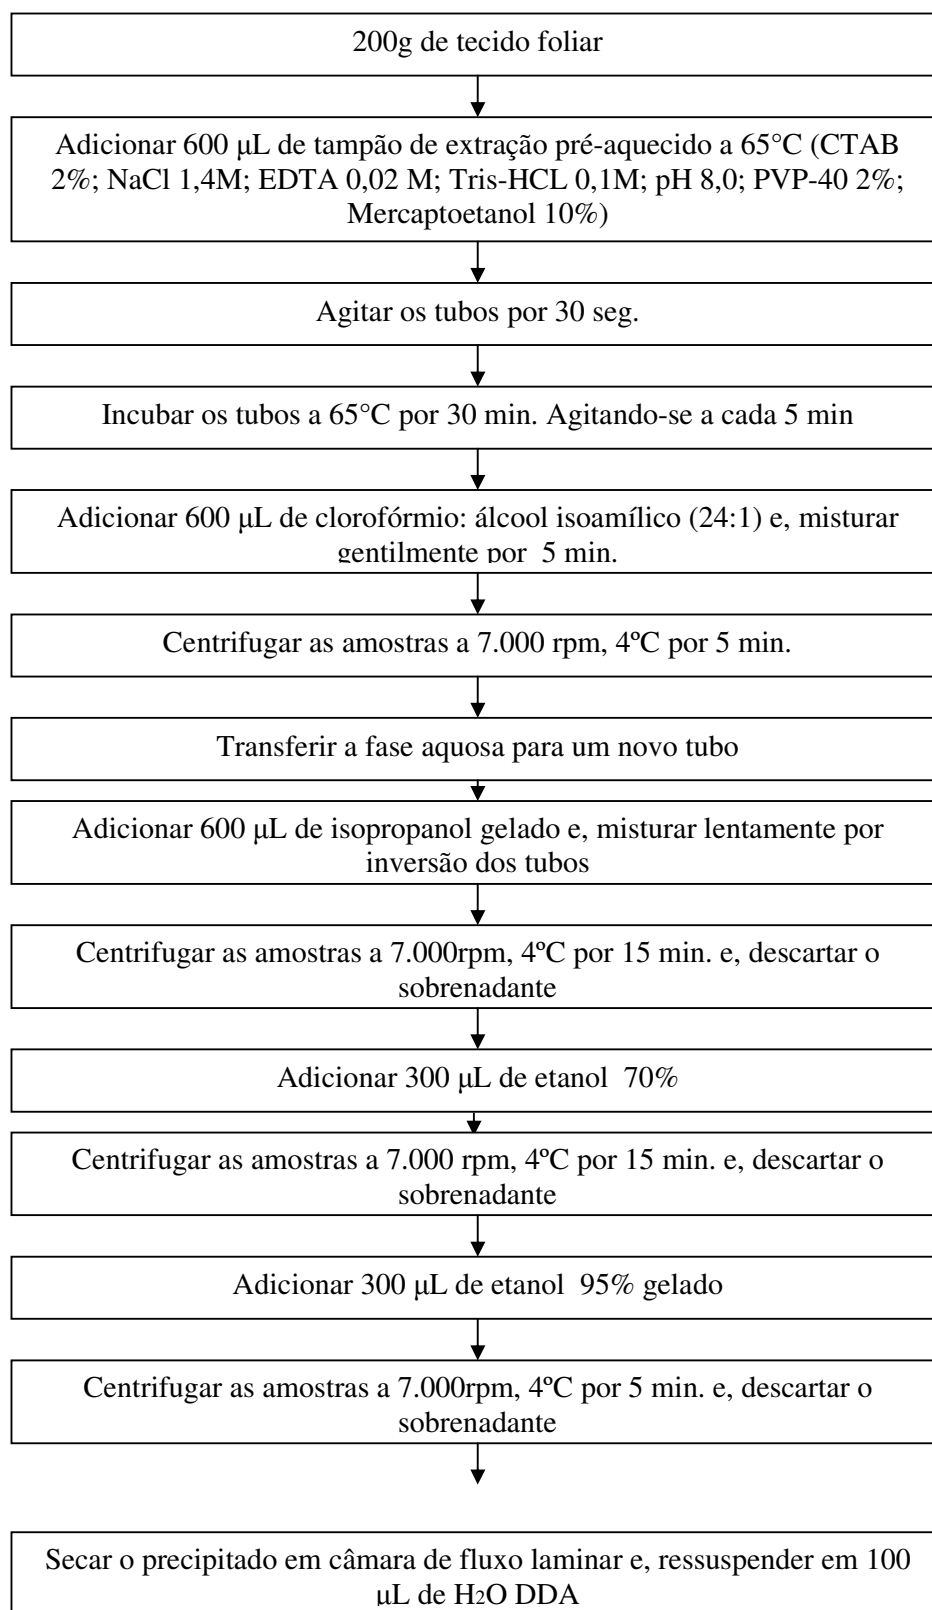 200g de tecido foliar
Adicionar 600 μL de tampão de extração pré-aquecido a 65°C (CTAB
2%; NaCl 1,4M; EDTA 0,02 M; Tris-HCL 0,1M; pH 8,0; PVP-40 2%;
Mercaptoetanol 10%)
Agitar os tubos por 30 seg.
Incubar os tubos a 65°C por 30 min. Agitando-se a cada 5 min
Adicionar 600 μL de clorofórmio: álcool isoamílico (24:1) e, misturar
gentilmente por 5 min.
Centrifugar as amostras a 7.000 rpm, 4ºC por 5 min.
Transferir a fase aquosa para um novo tubo
Adicionar 600 μL de isopropanol gelado e, misturar lentamente por
inversão dos tubos
Centrifugar as amostras a 7.000rpm, 4ºC por 15 min. e, descartar o
sobrenadante
Adicionar 300 μL de etanol 70%
Centrifugar as amostras a 7.000 rpm, 4ºC por 15 min. e, descartar o
sobrenadante
Adicionar 300 μL de etanol 95% gelado
Centrifugar as amostras a 7.000rpm, 4ºC por 5 min. e, descartar o
sobrenadante
Secar o precipitado em câmara de fluxo laminar e, ressuspender em 100
μL de H2O DDA